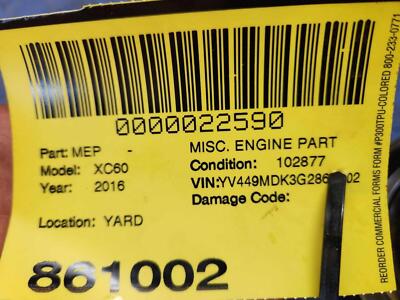 0000022590
Part: MEP - MISC. ENGINE PART
Model: XC60 Condition: 102877
Year: 2016
Damage Code:
Location: YARD
861002
REORDER COMMERCIAL FORMS FORM #P300TPU-COLORED 800-233-0771